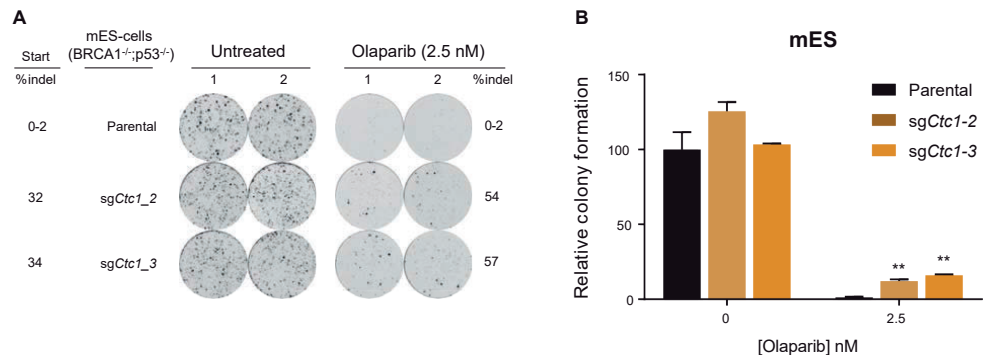 A
Start
mES-cells
(BRCA1-/-;p53-/-)
Untreated
Olaparib (2.5 nM)
%indel
1
2
1
2
%indel
0-2
Parental
0-2
32
sgCtc1_2
54
34
sgCtc1_3
57
B
mES
Relative colony formation
150
100
50
0
Parental
sgCtc1-2
sgCtc1-3
**
**
0
2.5
[Olaparib] nM